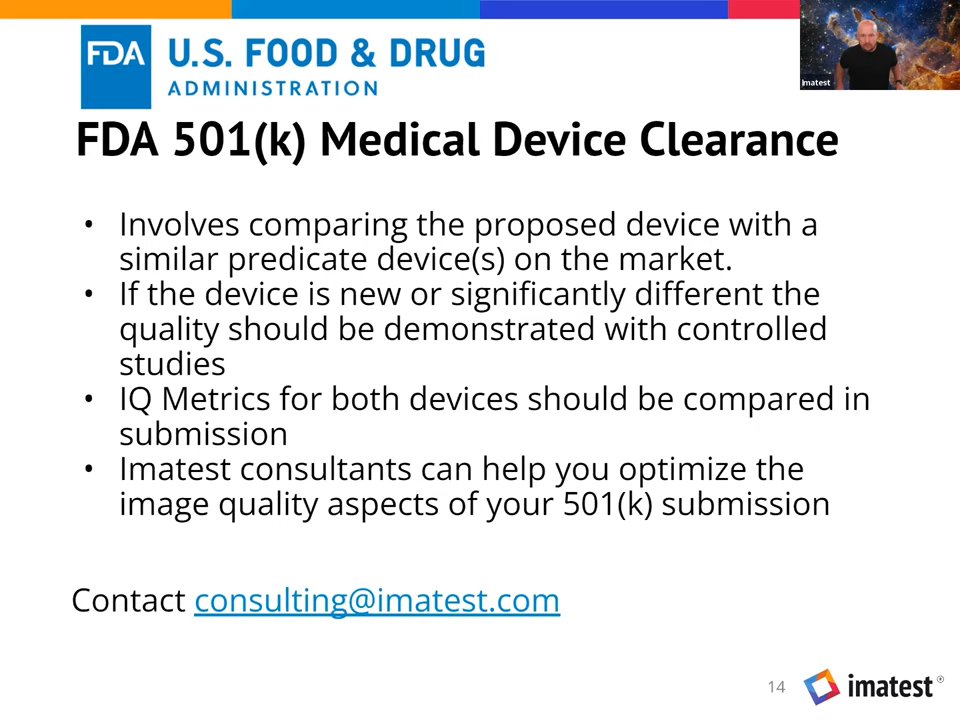 FDA U.S. FOOD & DRUG
ADMINISTRATION
Imatest
FDA 501(k) Medical Device Clearance
• Involves comparing the proposed device with a
similar predicate device(s) on the market.
• If the device is new or significantly different the
quality should be demonstrated with controlled
studies
• IQ Metrics for both devices should be compared in
submission
• Imatest consultants can help you optimize the
image quality aspects of your 501(k) submission
Contact consulting@imatest.com
14 imatest®